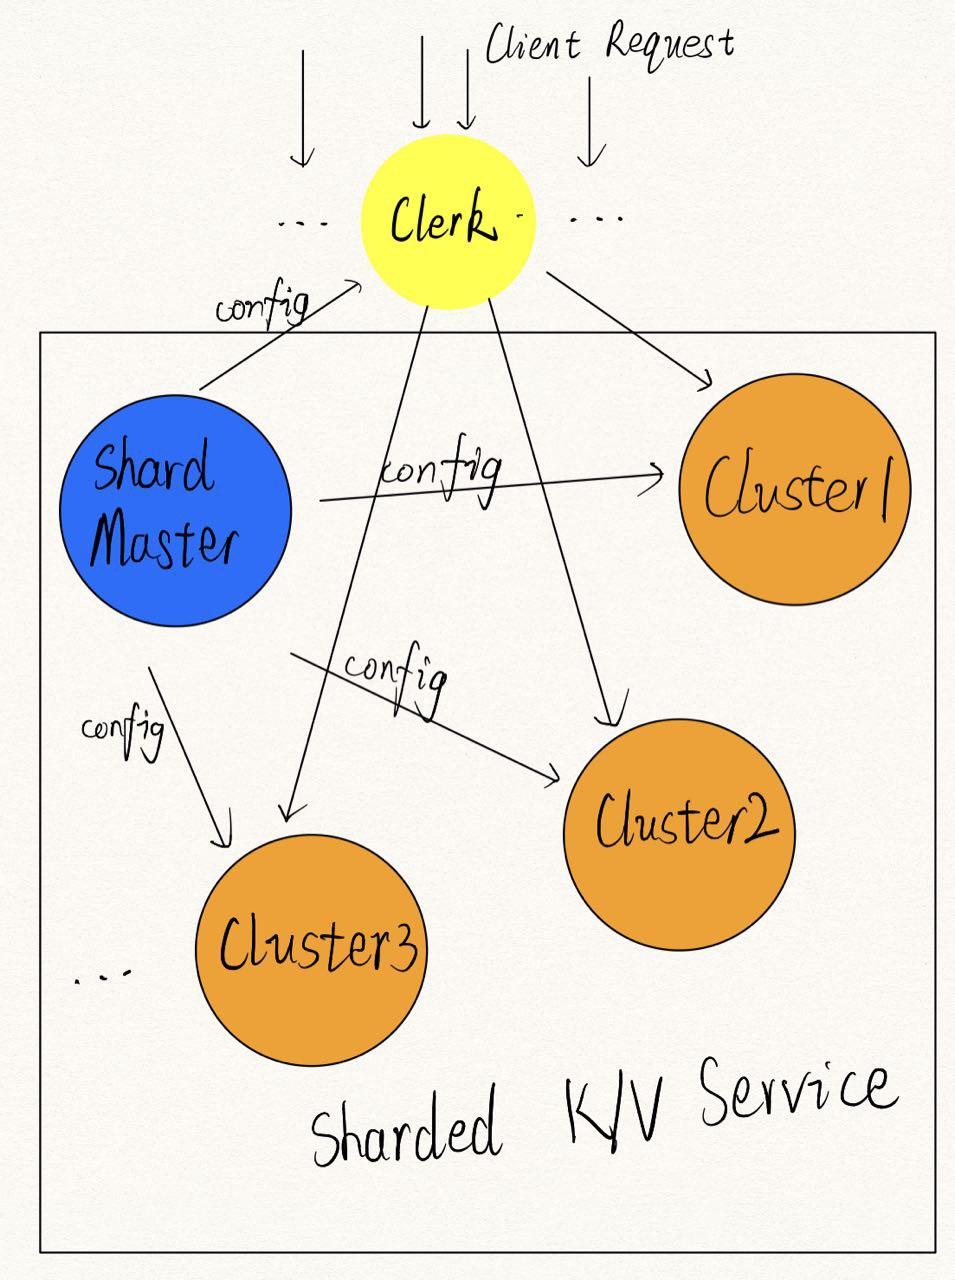 Client Request
Clerk
... ...
config
Shard
Master
config
Cluster1
config
config
Cluster2
Cluster3
...
Sharded K/V Service